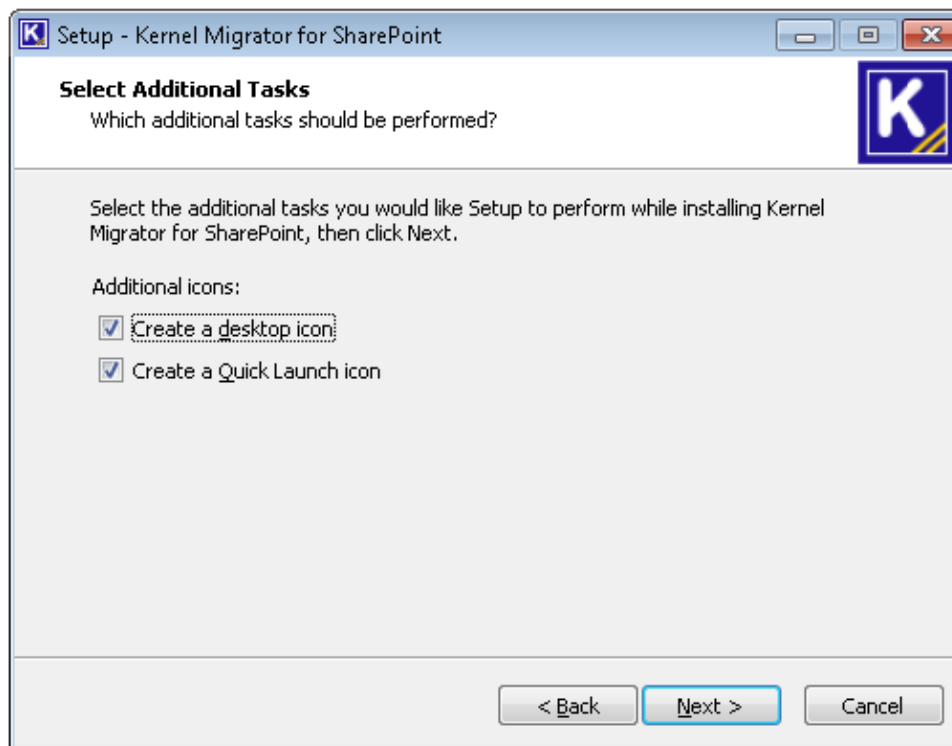 Setup - Kernel Migrator for SharePoint
Select Additional Tasks
Which additional tasks should be performed?
K
Select the additional tasks you would like Setup to perform while installing Kernel
Migrator for SharePoint, then click Next.
Additional icons:
Create a desktop icon
Create a Quick Launch icon
< Back
Next >
Cancel